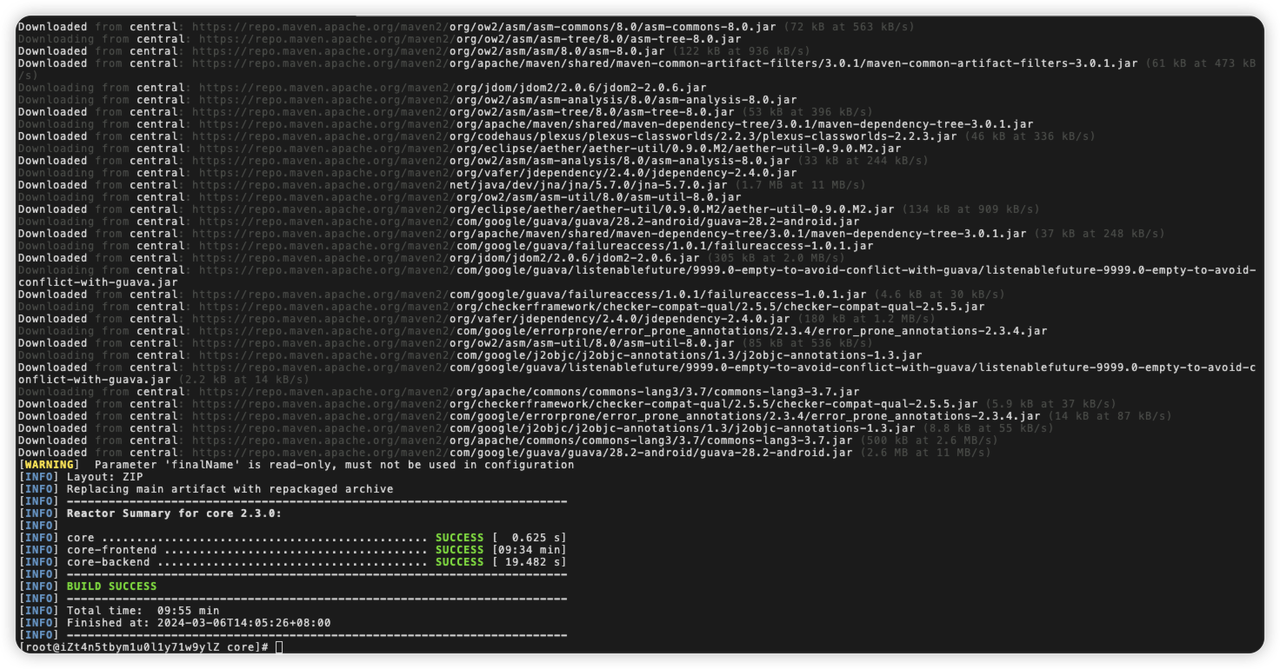 Downloaded from central: https://repo.maven.apache.org/maven2/org/ow2/asm/asm-commons/8.0/asm-commons-8.0.jar (72 kB at 563 kB/s)
Downloading from central: https://repo.maven.apache.org/maven2/org/ow2/asm/asm-tree/8.0/asm-tree-8.0.jar
Downloaded from central: https://repo.maven.apache.org/maven2/org/ow2/asm/asm/8.0/asm-8.0.jar (122 kB at 936 kB/s)
Downloaded from central: https://repo.maven.apache.org/maven2/org/apache/maven/shared/maven-common-artifact-filters/3.0.1/maven-common-artifact-filters-3.0.1.jar (61 kB at 473 kB
/s)
Downloading from central: https://repo.maven.apache.org/maven2/org/jdom/jdom2/2.0.6/jdom2-2.0.6.jar
Downloading from central: https://repo.maven.apache.org/maven2/org/ow2/asm/asm-analysis/8.0/asm-analysis-8.0.jar
Downloaded from central: https://repo.maven.apache.org/maven2/org/ow2/asm/asm-tree/8.0/asm-tree-8.0.jar (53 kB at 396 kB/s)
Downloading from central: https://repo.maven.apache.org/maven2/org/apache/maven/shared/maven-dependency-tree/3.0.1/maven-dependency-tree-3.0.1.jar
Downloaded from central: https://repo.maven.apache.org/maven2/org/codehaus/plexus/plexus-classworlds/2.2.3/plexus-classworlds-2.2.3.jar (46 kB at 336 kB/s)
Downloading from central: https://repo.maven.apache.org/maven2/org/eclipse/aether/aether-util/0.9.0.M2/aether-util-0.9.0.M2.jar
Downloaded from central: https://repo.maven.apache.org/maven2/org/ow2/asm/asm-analysis/8.0/asm-analysis-8.0.jar (33 kB at 244 kB/s)
Downloading from central: https://repo.maven.apache.org/maven2/org/vafer/jdependency/2.4.0/jdependency-2.4.0.jar
Downloaded from central: https://repo.maven.apache.org/maven2/net/java/dev/jna/jna/5.7.0/jna-5.7.0.jar (1.7 MB at 11 MB/s)
Downloading from central: https://repo.maven.apache.org/maven2/org/ow2/asm/asm-util/8.0/asm-util-8.0.jar
Downloaded from central: https://repo.maven.apache.org/maven2/org/eclipse/aether/aether-util/0.9.0.M2/aether-util-0.9.0.M2.jar (134 kB at 909 kB/s)
Downloading from central: https://repo.maven.apache.org/maven2/com/google/guava/guava/28.2-android/guava-28.2-android.jar
Downloaded from central: https://repo.maven.apache.org/maven2/org/apache/maven/shared/maven-dependency-tree/3.0.1/maven-dependency-tree-3.0.1.jar (37 kB at 248 kB/s)
Downloading from central: https://repo.maven.apache.org/maven2/com/google/guava/failureaccess/1.0.1/failureaccess-1.0.1.jar
Downloaded from central: https://repo.maven.apache.org/maven2/org/jdom/jdom2/2.0.6/jdom2-2.0.6.jar (305 kB at 2.0 MB/s)
Downloading from central: https://repo.maven.apache.org/maven2/com/google/guava/listenablefuture/9999.0-empty-to-avoid-conflict-with-guava/listenablefuture-9999.0-empty-to-avoid-
conflict-with-guava.jar
Downloaded from central: https://repo.maven.apache.org/maven2/com/google/guava/failureaccess/1.0.1/failureaccess-1.0.1.jar (4.6 kB at 30 kB/s)
Downloading from central: https://repo.maven.apache.org/maven2/org/checkerframework/checker-compat-qual/2.5.5/checker-compat-qual-2.5.5.jar
Downloaded from central: https://repo.maven.apache.org/maven2/org/vafer/jdependency/2.4.0/jdependency-2.4.0.jar (180 kB at 1.2 MB/s)
Downloading from central: https://repo.maven.apache.org/maven2/com/google/errorprone/error_prone_annotations/2.3.4/error_prone_annotations-2.3.4.jar
Downloaded from central: https://repo.maven.apache.org/maven2/org/ow2/asm/asm-util/8.0/asm-util-8.0.jar (85 kB at 536 kB/s)
Downloading from central: https://repo.maven.apache.org/maven2/com/google/j2objc/j2objc-annotations/1.3/j2objc-annotations-1.3.jar
Downloaded from central: https://repo.maven.apache.org/maven2/com/google/guava/listenablefuture/9999.0-empty-to-avoid-conflict-with-guava/listenablefuture-9999.0-empty-to-avoid-c
onflict-with-guava.jar (2.2 kB at 14 kB/s)
Downloading from central: https://repo.maven.apache.org/maven2/org/apache/commons/commons-lang3/3.7/commons-lang3-3.7.jar
Downloaded from central: https://repo.maven.apache.org/maven2/org/checkerframework/checker-compat-qual/2.5.5/checker-compat-qual-2.5.5.jar (5.9 kB at 37 kB/s)
Downloaded from central: https://repo.maven.apache.org/maven2/com/google/errorprone/error_prone_annotations/2.3.4/error_prone_annotations-2.3.4.jar (14 kB at 87 kB/s)
Downloaded from central: https://repo.maven.apache.org/maven2/com/google/j2objc/j2objc-annotations/1.3/j2objc-annotations-1.3.jar (8.8 kB at 55 kB/s)
Downloaded from central: https://repo.maven.apache.org/maven2/org/apache/commons/commons-lang3/3.7/commons-lang3-3.7.jar (500 kB at 2.6 MB/s)
Downloaded from central: https://repo.maven.apache.org/maven2/com/google/guava/guava/28.2-android/guava-28.2-android.jar (2.6 MB at 11 MB/s)
[WARNING]  Parameter 'finalName' is read-only, must not be used in configuration
[INFO] Layout: ZIP
[INFO] Replacing main artifact with repackaged archive
[INFO] ------------------------------------------------------------------------
[INFO] Reactor Summary for core 2.3.0:
[INFO]
[INFO] core ............................................... SUCCESS [  0.625 s]
[INFO] core-frontend ...................................... SUCCESS [09:34 min]
[INFO] core-backend ....................................... SUCCESS [ 19.482 s]
[INFO] ------------------------------------------------------------------------
[INFO] BUILD SUCCESS
[INFO] ------------------------------------------------------------------------
[INFO] Total time:  09:55 min
[INFO] Finished at: 2024-03-06T14:05:26+08:00
[INFO] ------------------------------------------------------------------------
[root@iZt4n5tbym1u0l1y71w9ylZ core]#